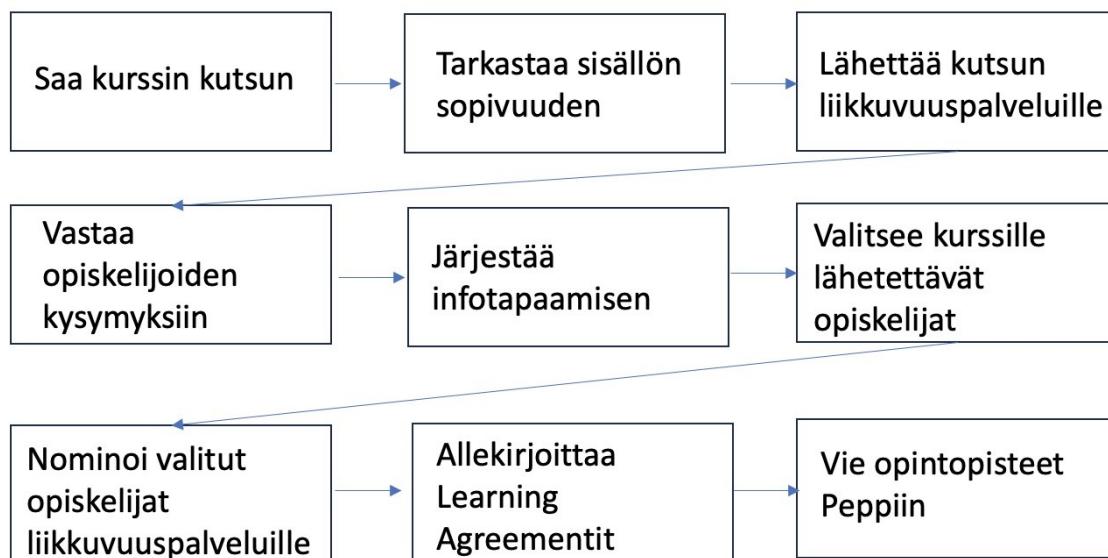 Saa kurssin kutsun
Tarkastaa sisällön
sopivuuden
Lähettää kutsun
liikkuvuuspalveluille
Vastaa
opiskelijoiden
kysymyksiin
Järjestää
infotapaamisen
Valitsee kurssille
lähetettävät
opiskelijat
Nominoi valitut
opiskelijat
liikkuvuuspalveluille
Allekirjoittaa
Learning
Agreementit
Vie opintopisteet
Peppiin